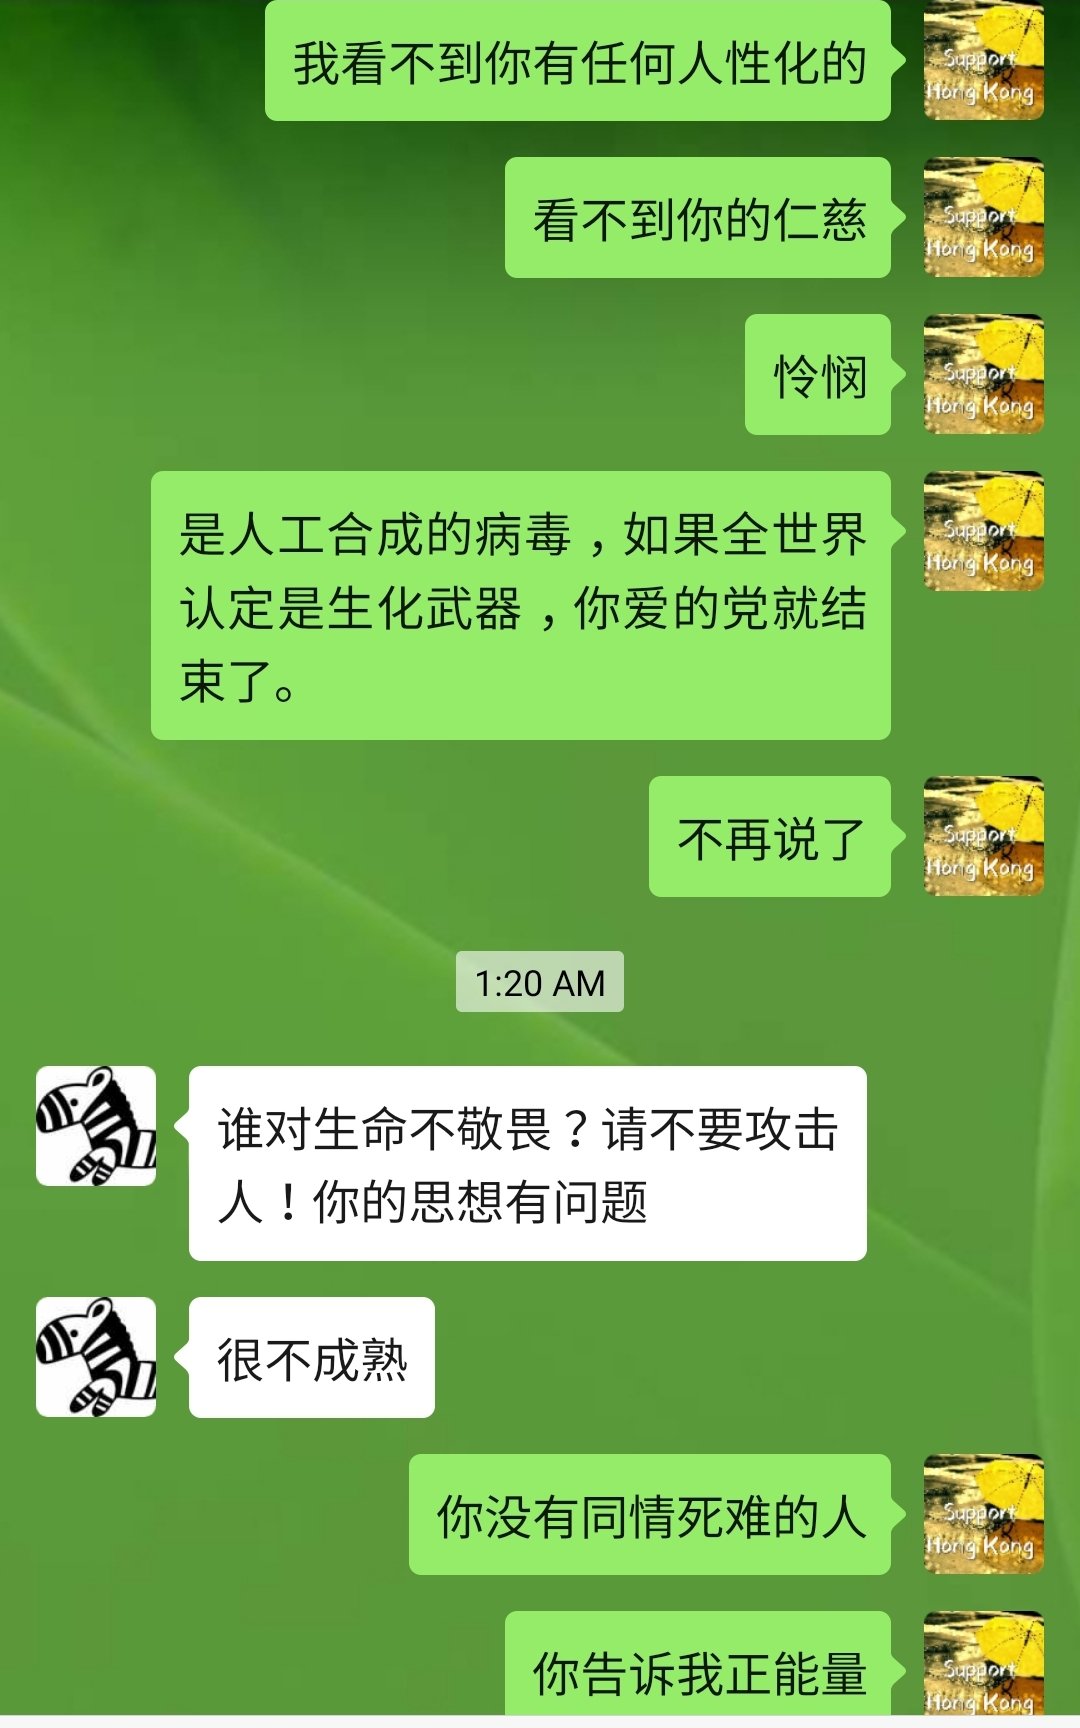 我看不到你有任何人性化的
Support
Hong Kong
看不到你的仁慈
Support
Hong Kong
怜悯
Support
Hong Kong
是人工合成的病毒，如果全世界
认定是生化武器，你爱的党就结
束了。
Support
Hong Kong
不再说了
Support
Hong Kong
1:20 AM
谁对生命不敬畏？请不要攻击
人！你的思想有问题
很不成熟
你没有同情死难的人
Support
Hong Kong
你告诉我正能量
Support
Hong Kong